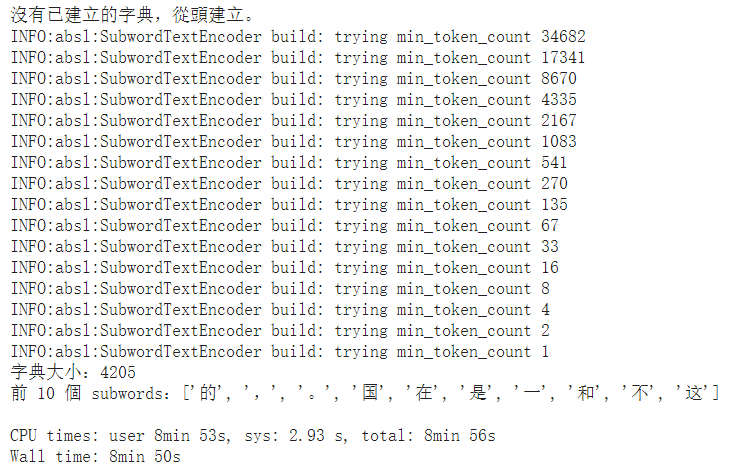 沒有已建立的字典，從頭建立。
INFO:absl:SubwordTextEncoder build: trying min_token_count 34682
INFO:absl:SubwordTextEncoder build: trying min_token_count 17341
INFO:absl:SubwordTextEncoder build: trying min_token_count 8670
INFO:absl:SubwordTextEncoder build: trying min_token_count 4335
INFO:absl:SubwordTextEncoder build: trying min_token_count 2167
INFO:absl:SubwordTextEncoder build: trying min_token_count 1083
INFO:absl:SubwordTextEncoder build: trying min_token_count 541
INFO:absl:SubwordTextEncoder build: trying min_token_count 270
INFO:absl:SubwordTextEncoder build: trying min_token_count 135
INFO:absl:SubwordTextEncoder build: trying min_token_count 67
INFO:absl:SubwordTextEncoder build: trying min_token_count 33
INFO:absl:SubwordTextEncoder build: trying min_token_count 16
INFO:absl:SubwordTextEncoder build: trying min_token_count 8
INFO:absl:SubwordTextEncoder build: trying min_token_count 4
INFO:absl:SubwordTextEncoder build: trying min_token_count 2
INFO:absl:SubwordTextEncoder build: trying min_token_count 1
字典大小：4205
前 10 個 subwords：['的', '，', '。', '国', '在', '是', '一', '和', '不', '这']
CPU times: user 8min 53s, sys: 2.93 s, total: 8min 56s
Wall time: 8min 50s